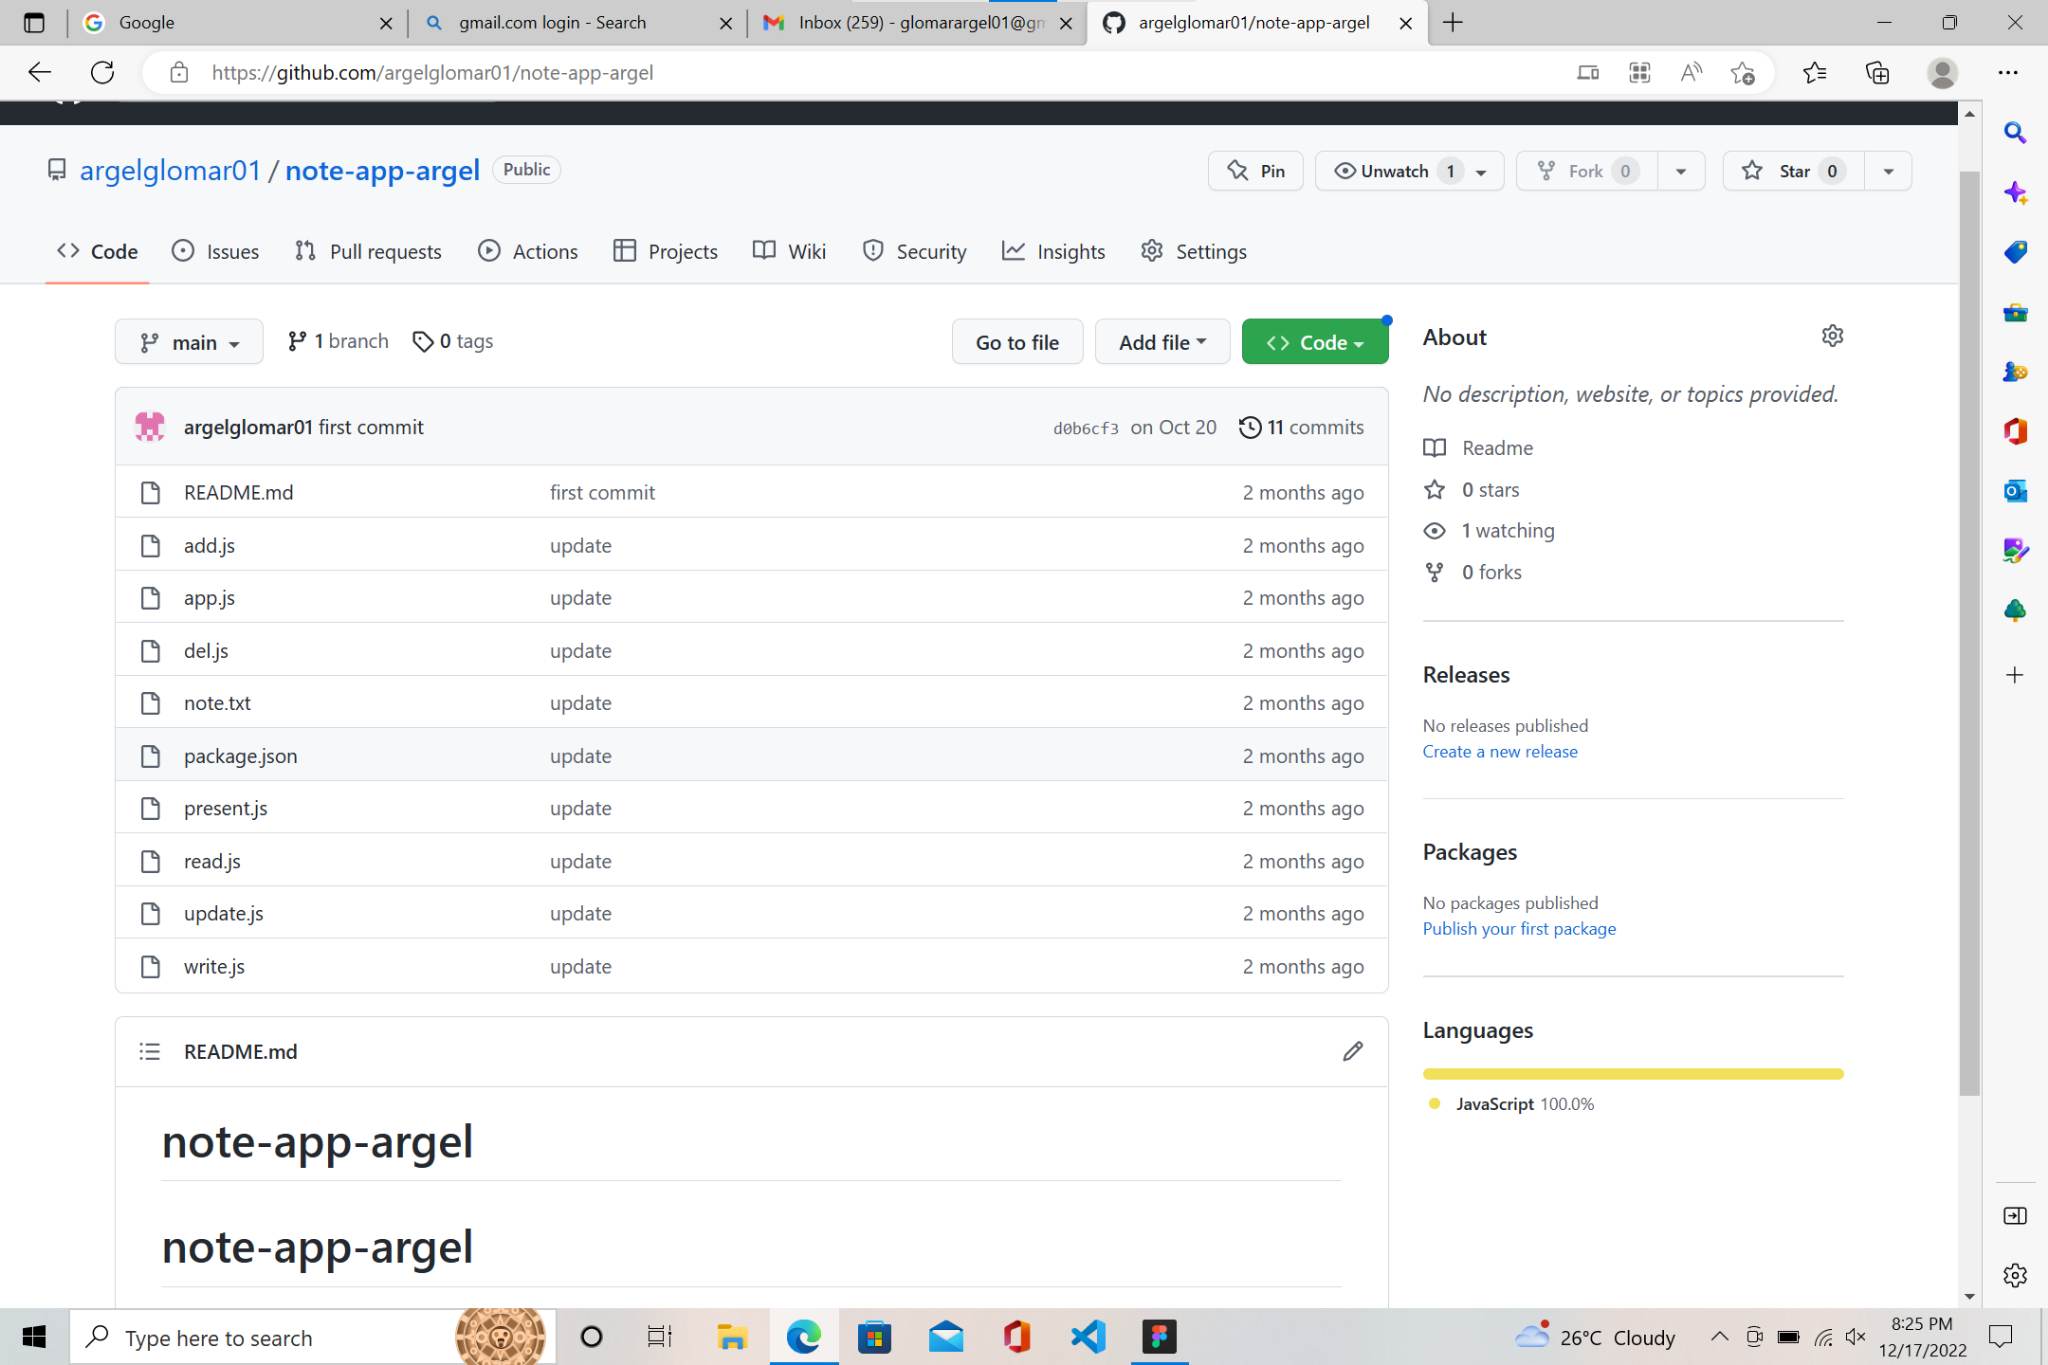 Google
gmail.com login - Search
Inbox (259) - glomarargel01@gm
argelglomar01/note-app-argel
https://github.com/argelglomar01/note-app-argel
argelglomar01 / note-app-argel Public
Pin
Unwatch 1
Fork 0
Star 0
Code
Issues
Pull requests
Actions
Projects
Wiki
Security
Insights
Settings
main
1 branch
0 tags
Go to file
Add file
Code
argelglomar01 first commit d0b6cf3 on Oct 20 11 commits
README.md first commit 2 months ago
add.js update 2 months ago
app.js update 2 months ago
del.js update 2 months ago
note.txt update 2 months ago
package.json update 2 months ago
present.js update 2 months ago
read.js update 2 months ago
update.js update 2 months ago
write.js update 2 months ago
README.md
note-app-argel
note-app-argel
About
No description, website, or topics provided.
Readme
0 stars
1 watching
0 forks
Releases
No releases published
Create a new release
Packages
No packages published
Publish your first package
Languages
JavaScript 100.0%
Type here to search
26°C Cloudy
8:25 PM
12/17/2022